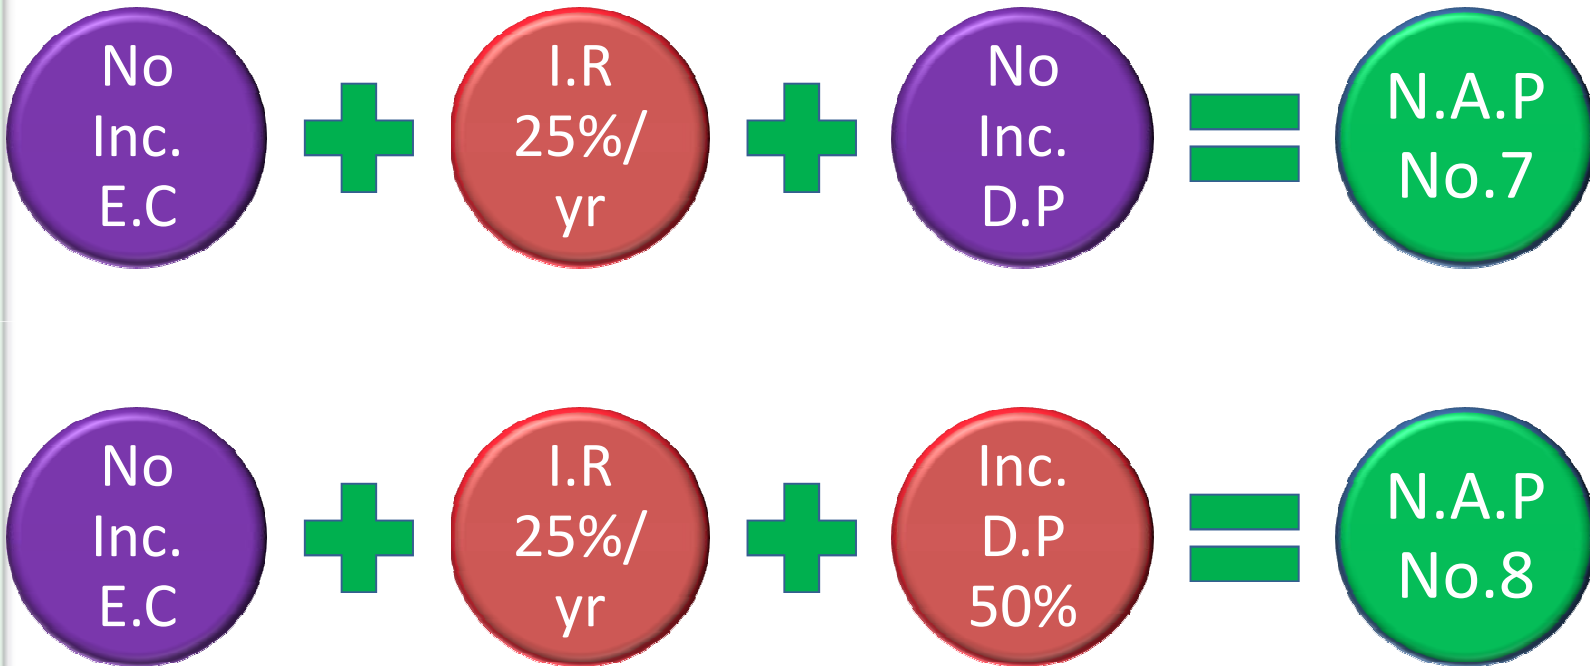 No
Inc.
E.C
I.R
25%/
yr
No
Inc.
D.P
N.A.P
No.7
No
Inc.
E.C
I.R
25%/
yr
Inc.
D.P
50%
N.A.P
No.8